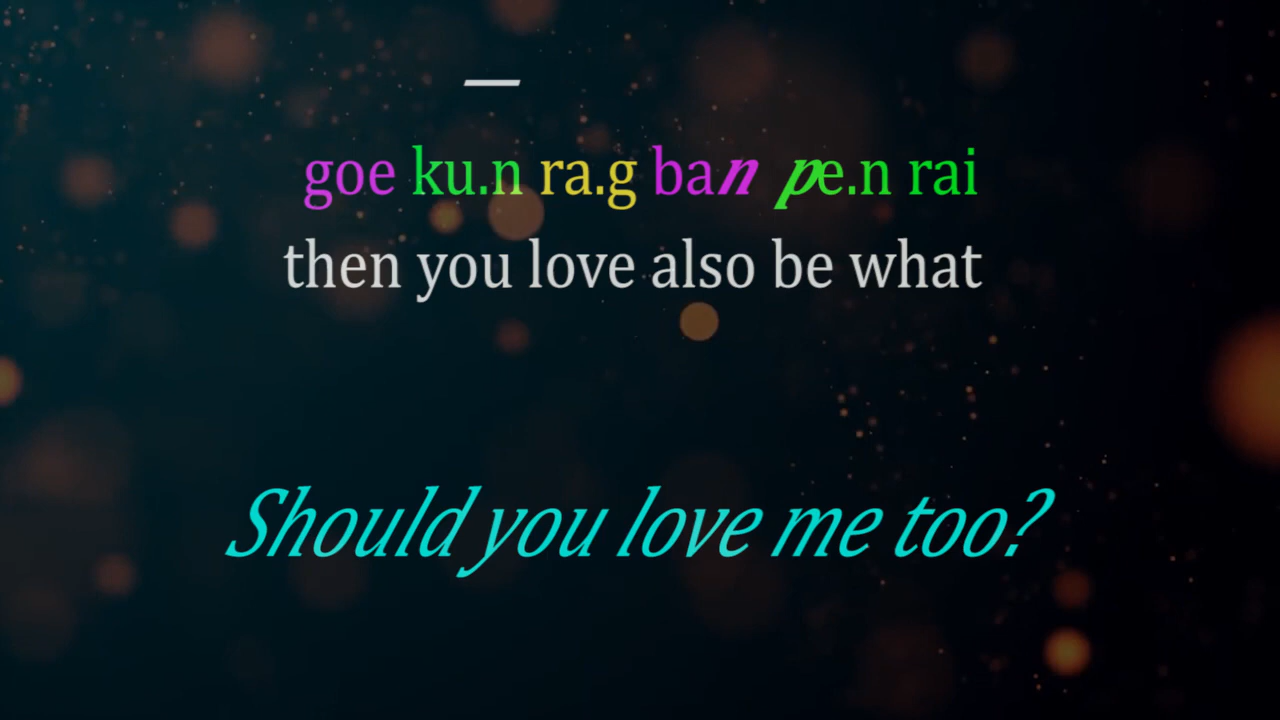 —
goe ku.n ra.g ban pe.n rai
then you love also be what
Should you love me too?